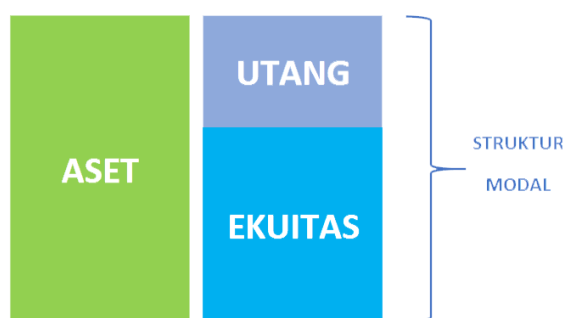 ASET
UTANG
EKUITAS
STRUKTUR
MODAL